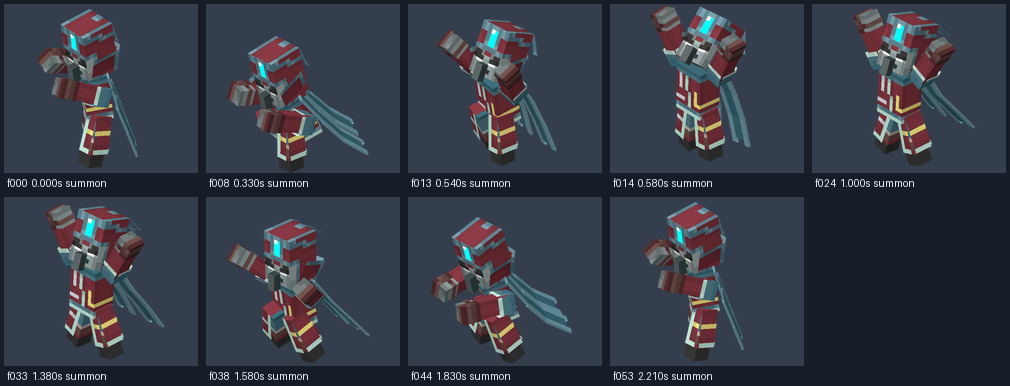 f000 0.000s summon
f008 0.330s summon
f013 0.540s summon
f014 0.580s summon
f024 1.000s summon
f033 1.380s summon
f038 1.580s summon
f044 1.830s summon
f053 2.210s summon